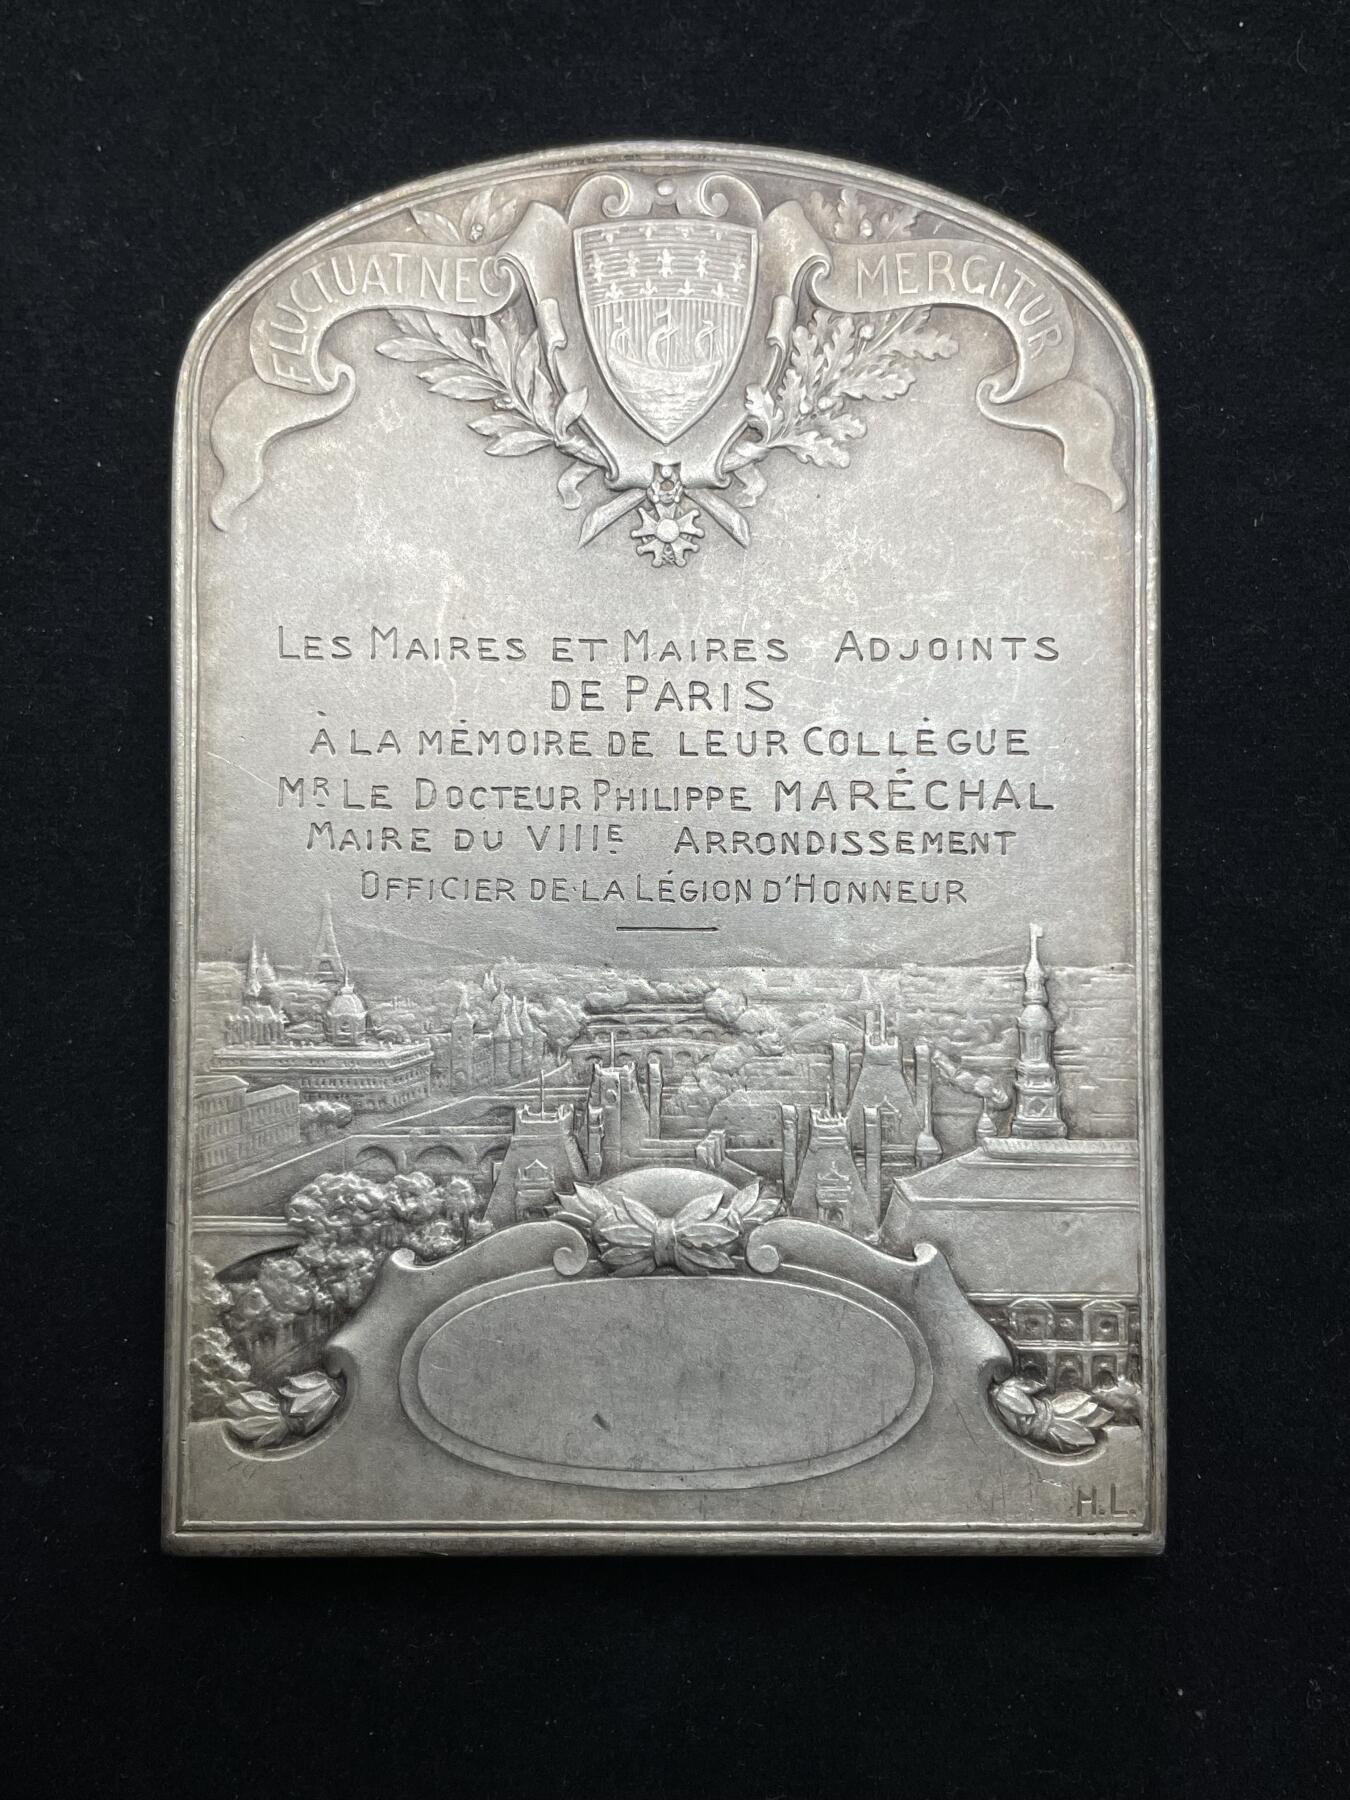 FLUCTUAT NEC MERGITUR
LES MAIRES ET MAIRES ADJOINTS
DE PARIS
À LA MÉMOIRE DE LEUR COLLÈGUE
MR LE DOCTEUR PHILIPPE MARÉCHAL
MAIRE DU VIIIE ARRONDISSEMENT
OFFICIER DE LA LÉGION D'HONNEUR
H.L.